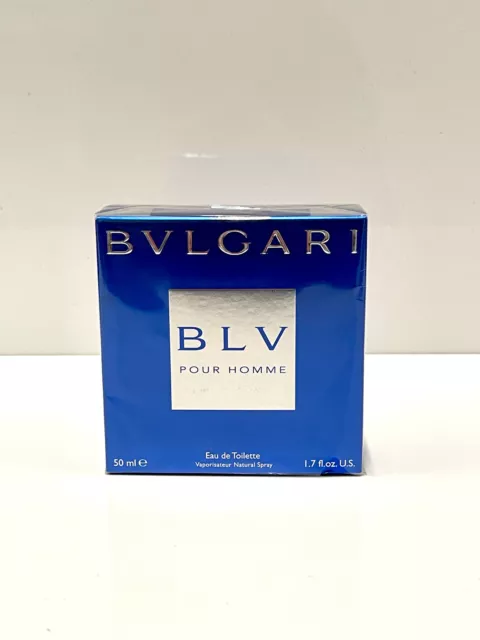 BVLGARI
BLV
POUR HOMME
Eau de Toilette
50 ml ℮ Vaporisateur Natural Spray 1.7 fl.oz. U.S.